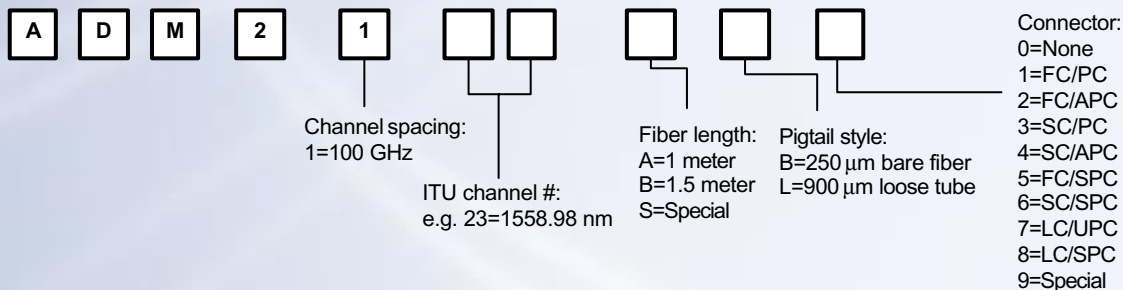 A D M 2 1
Channel spacing:
1=100 GHz
ITU channel #:
e.g. 23=1558.98 nm
Fiber length:
A=1 meter
B=1.5 meter
S=Special
Pigtail style:
B=250 μm bare fiber
L=900 μm loose tube
Connector:
0=None
1=FC/PC
2=FC/APC
3=SC/PC
4=SC/APC
5=FC/SPC
6=SC/SPC
7=LC/UPC
8=LC/SPC
9=Special